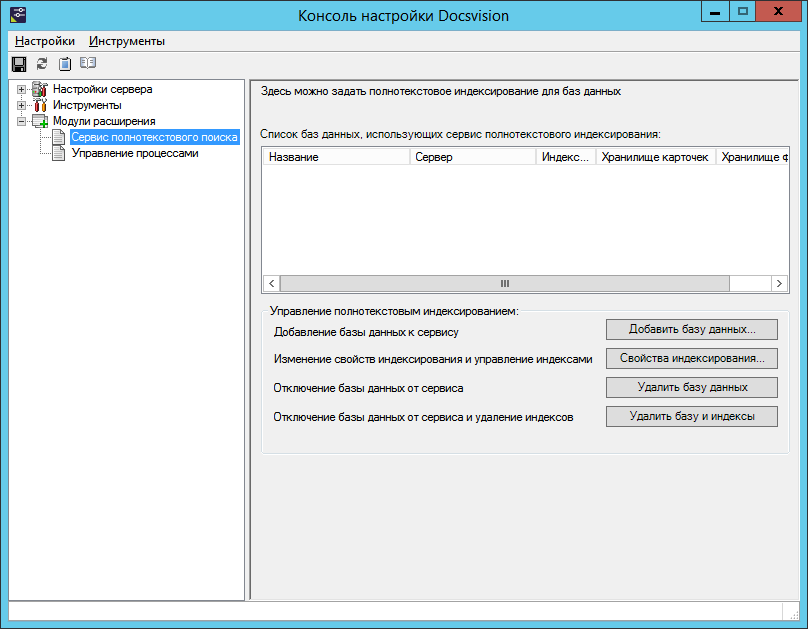 Консоль настройки Docsvision
Настройки Инструменты
Настройки сервера
Инструменты
Модули расширения
Сервис полнотекстового поиска
Управление процессами
Здесь можно задать полнотекстовое индексирование для баз данных
Список баз данных, использующих сервис полнотекстового индексирования:
Название Сервер Индекс... Хранилище карточек Хранилище ф
Управление полнотекстовым индексированием:
Добавление базы данных к сервису Добавить базу данных...
Изменение свойств индексирования и управление индексами Свойства индексирования...
Отключение базы данных от сервиса Удалить базу данных
Отключение базы данных от сервиса и удаление индексов Удалить базу и индексы